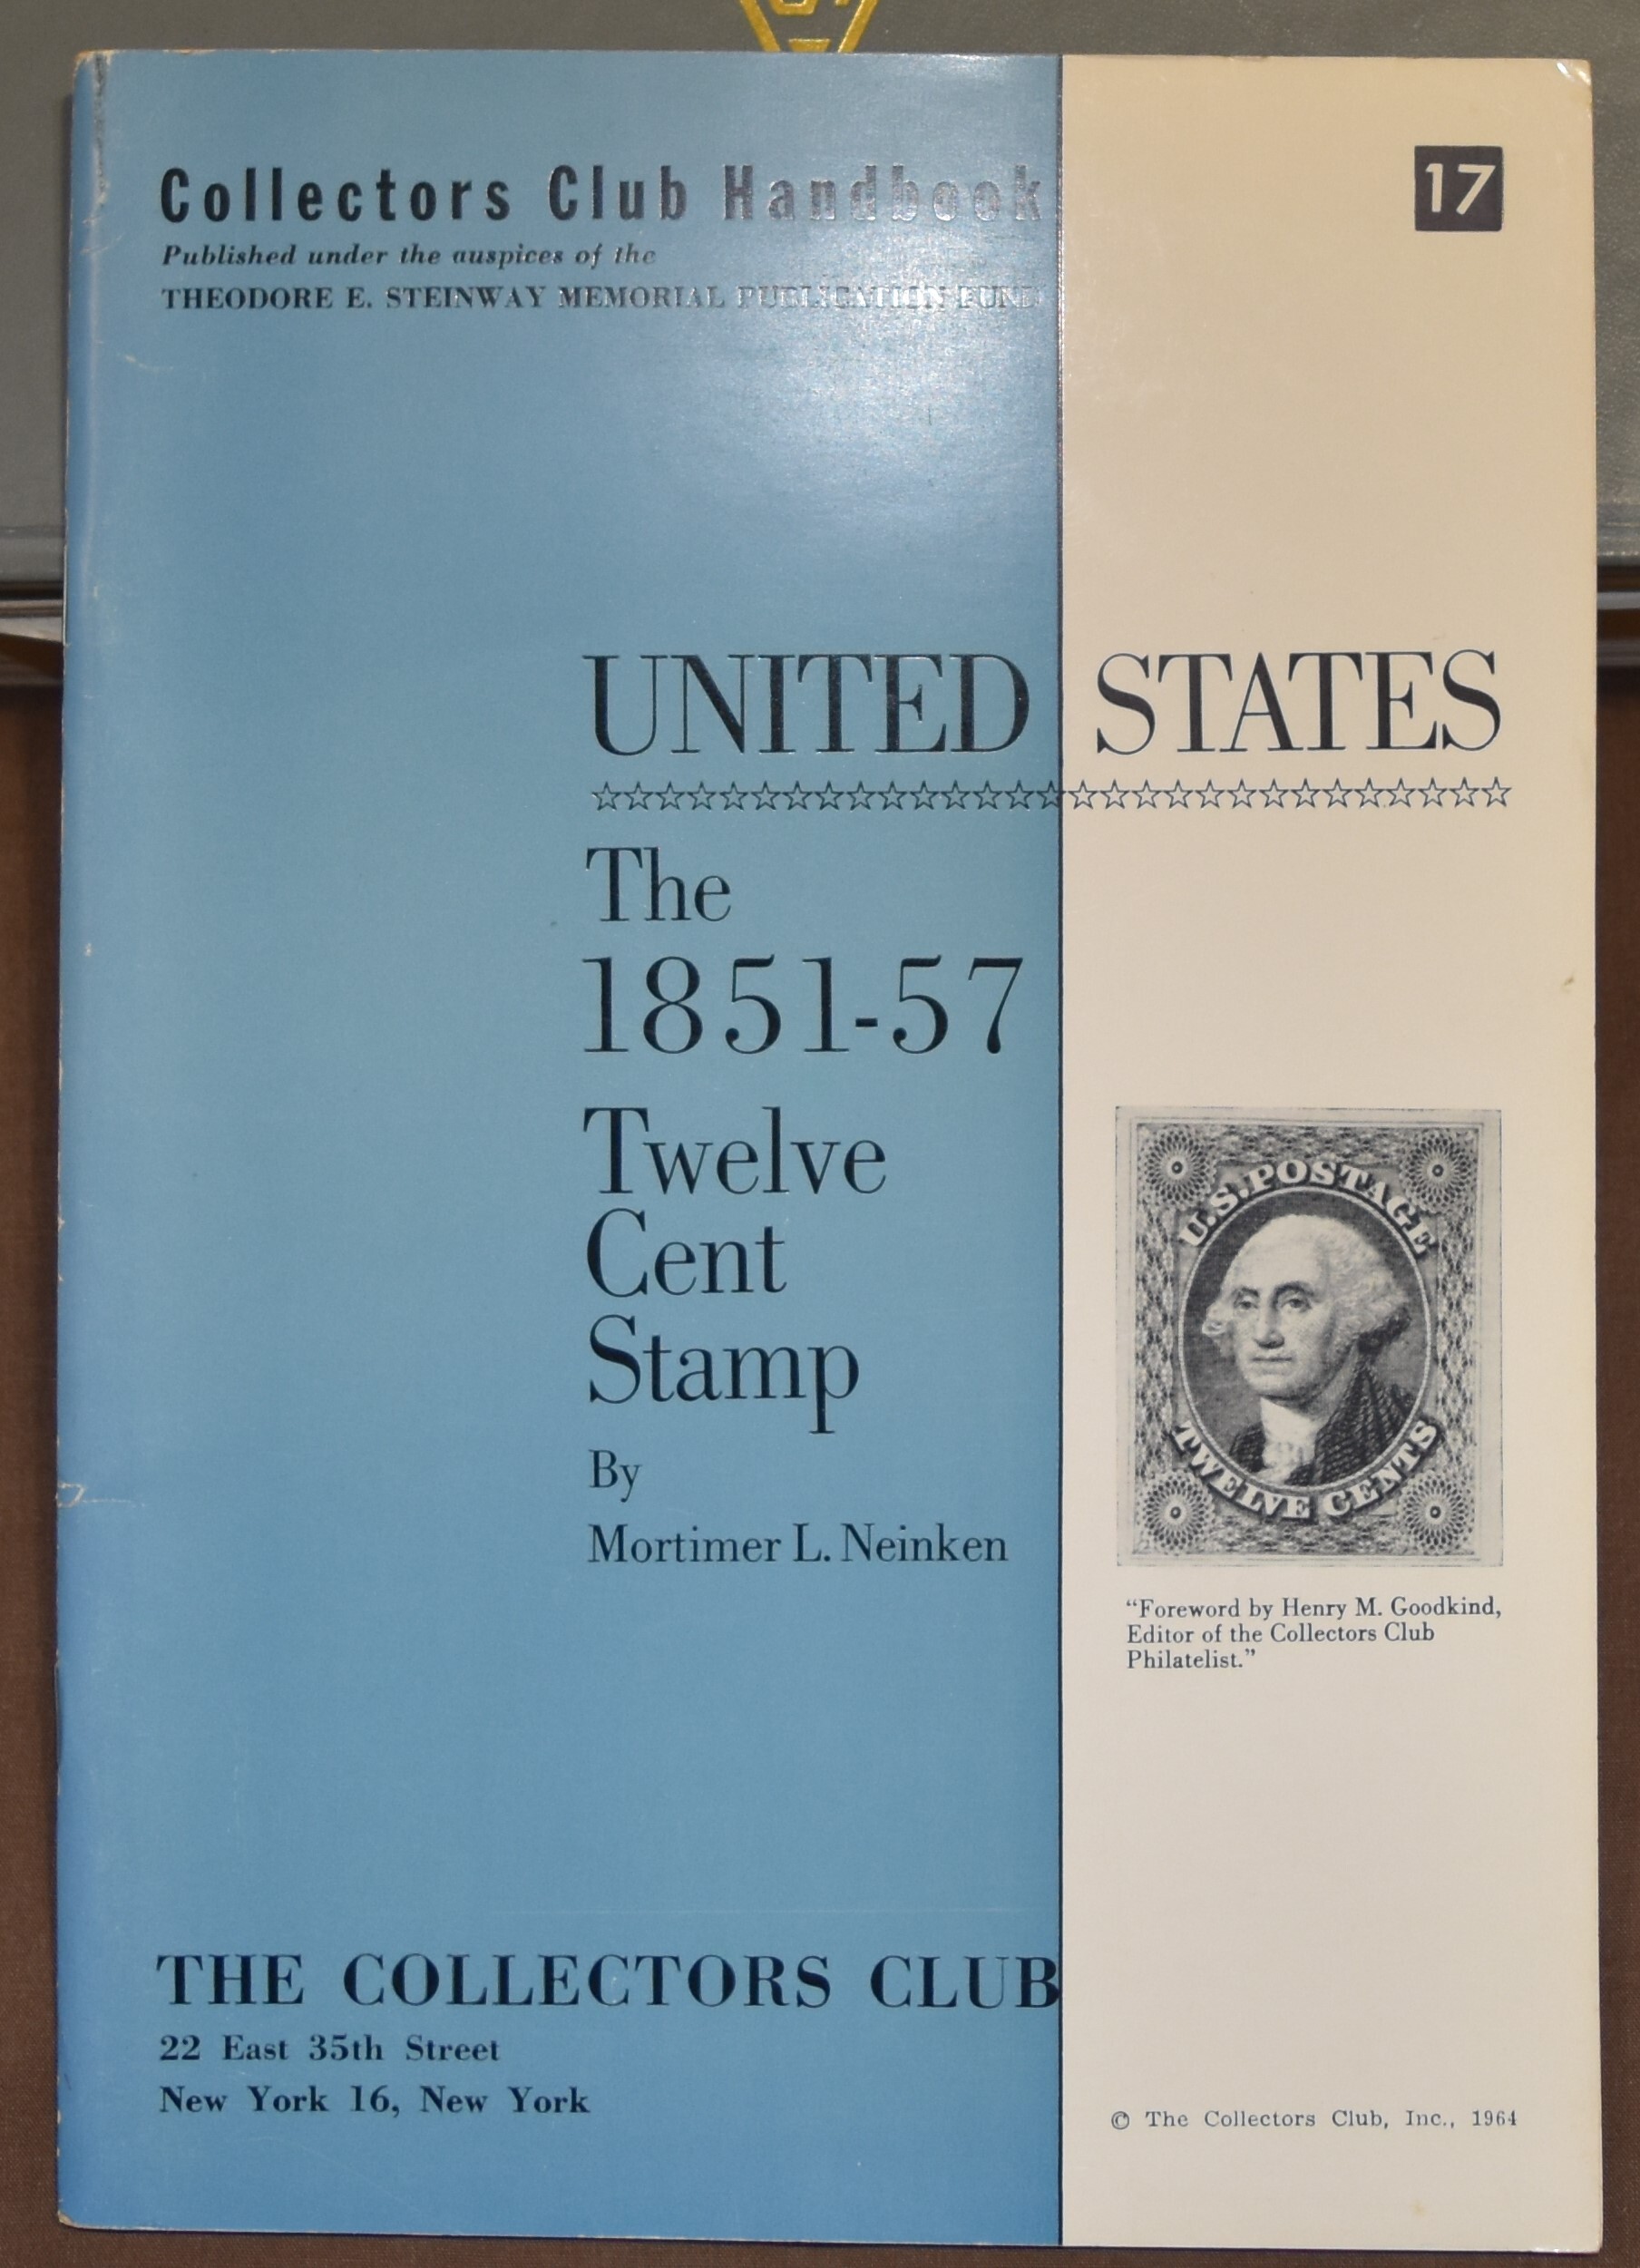 Collectors Club Handbook
Published under the auspices of the
THEODORE E. STEINWAY MEMORIAL PUBLICATION FUND
17
UNITED STATES
☆☆☆☆☆☆☆☆☆☆☆☆☆☆☆☆☆☆☆☆☆☆☆☆☆☆☆☆☆
The
1851-57
Twelve
Cent
Stamp
By
Mortimer L. Neinken
U.S. POSTAGE
TWELVE CENTS
“Foreword by Henry M. Goodkind,
Editor of the Collectors Club
Philatelist.”
THE COLLECTORS CLUB
22 East 35th Street
New York 16, New York
© The Collectors Club, Inc., 1964